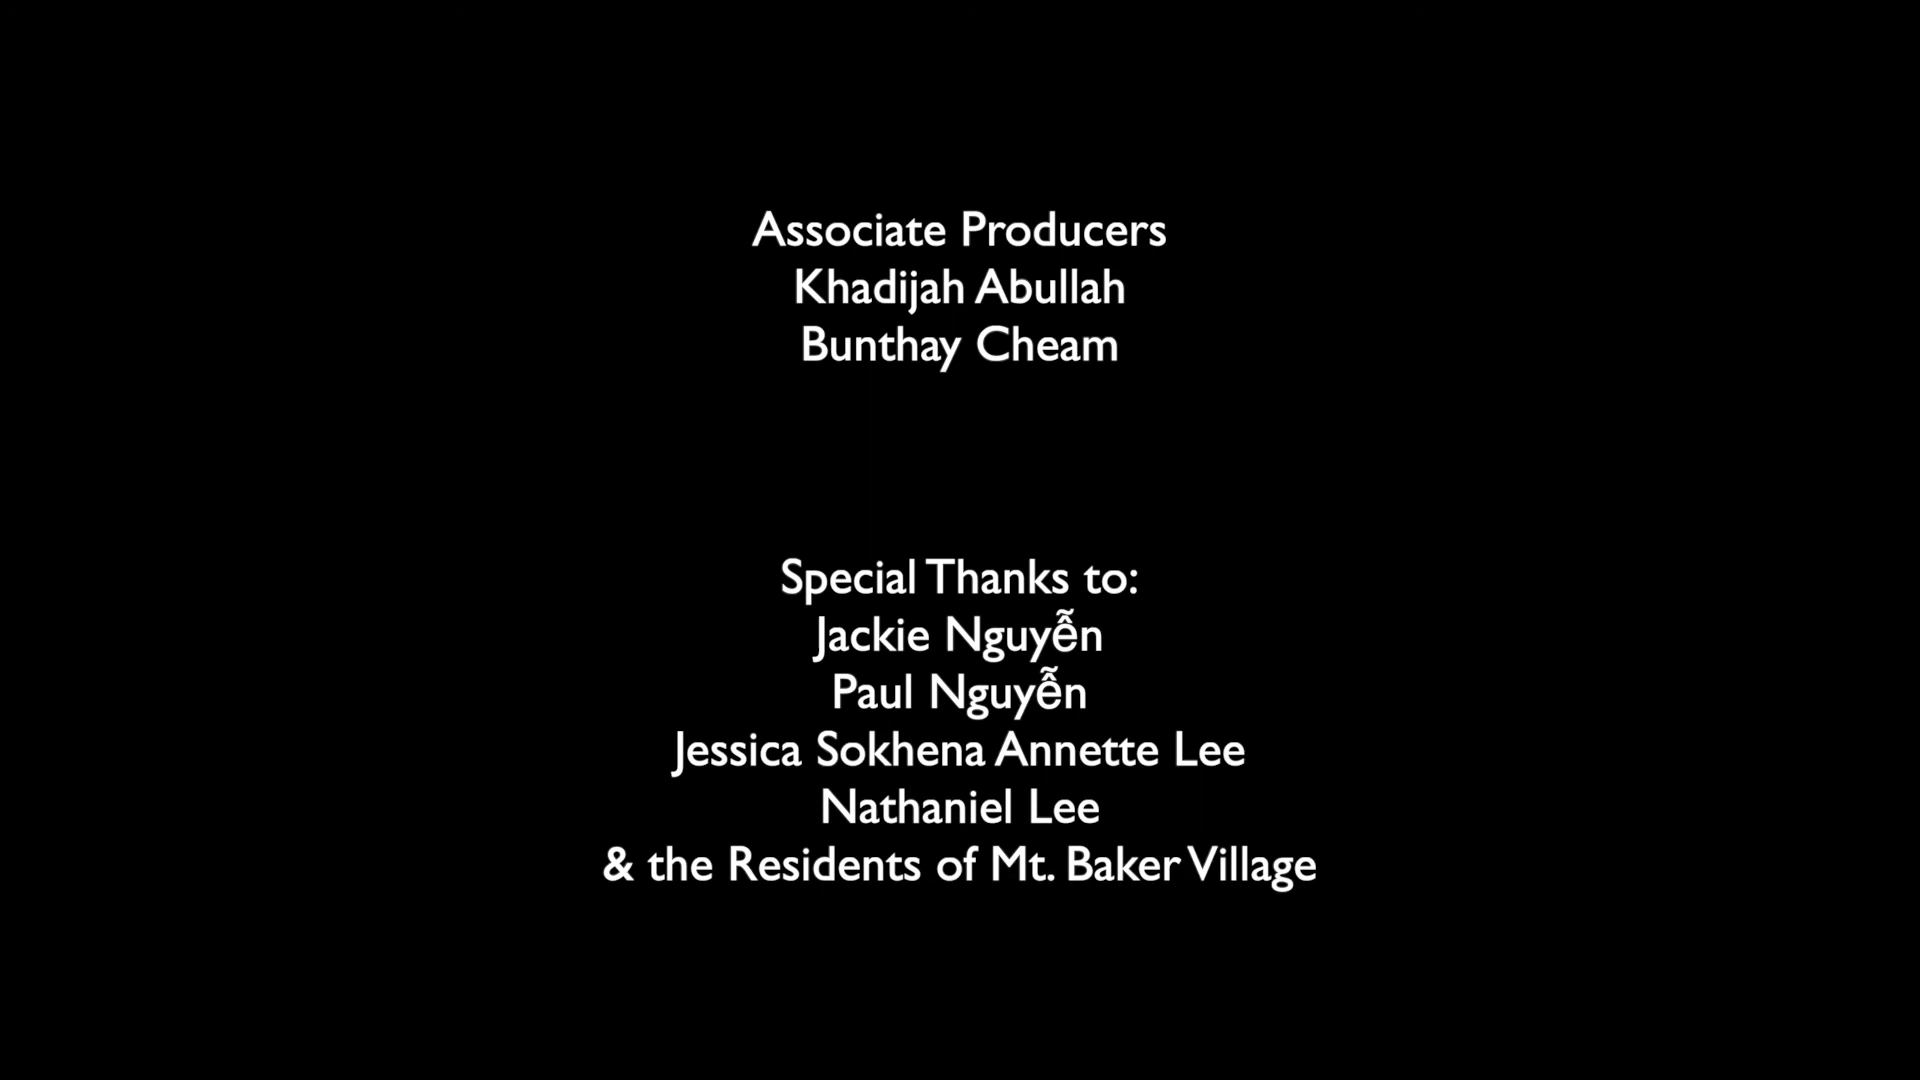 Associate Producers
Khadijah Abullah
Bunthay Cheam
Special Thanks to:
Jackie Nguyễn
Paul Nguyễn
Jessica Sokhena Annette Lee
Nathaniel Lee
& the Residents of Mt. Baker Village